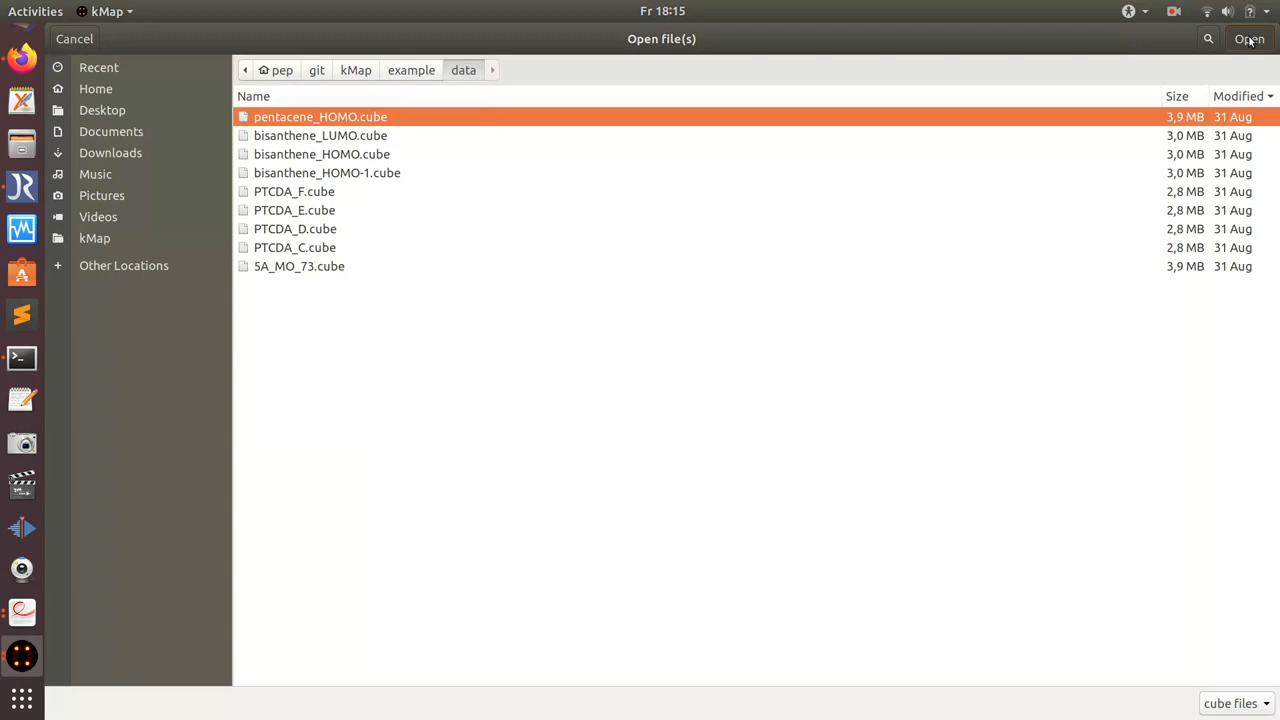 Activities kMap Fr 18:15
Cancel Open file(s) Open
Recent
Home
Desktop
Documents
Downloads
Music
Pictures
Videos
kMap
Other Locations
pep git kMap example data
Name Size Modified
pentacene_HOMO.cube 3,9 MB 31 Aug
bisanthene_LUMO.cube 3,0 MB 31 Aug
bisanthene_HOMO.cube 3,0 MB 31 Aug
bisanthene_HOMO-1.cube 3,0 MB 31 Aug
PTCDA_F.cube 2,8 MB 31 Aug
PTCDA_E.cube 2,8 MB 31 Aug
PTCDA_D.cube 2,8 MB 31 Aug
PTCDA_C.cube 2,8 MB 31 Aug
5A_MO_73.cube 3,9 MB 31 Aug
cube files